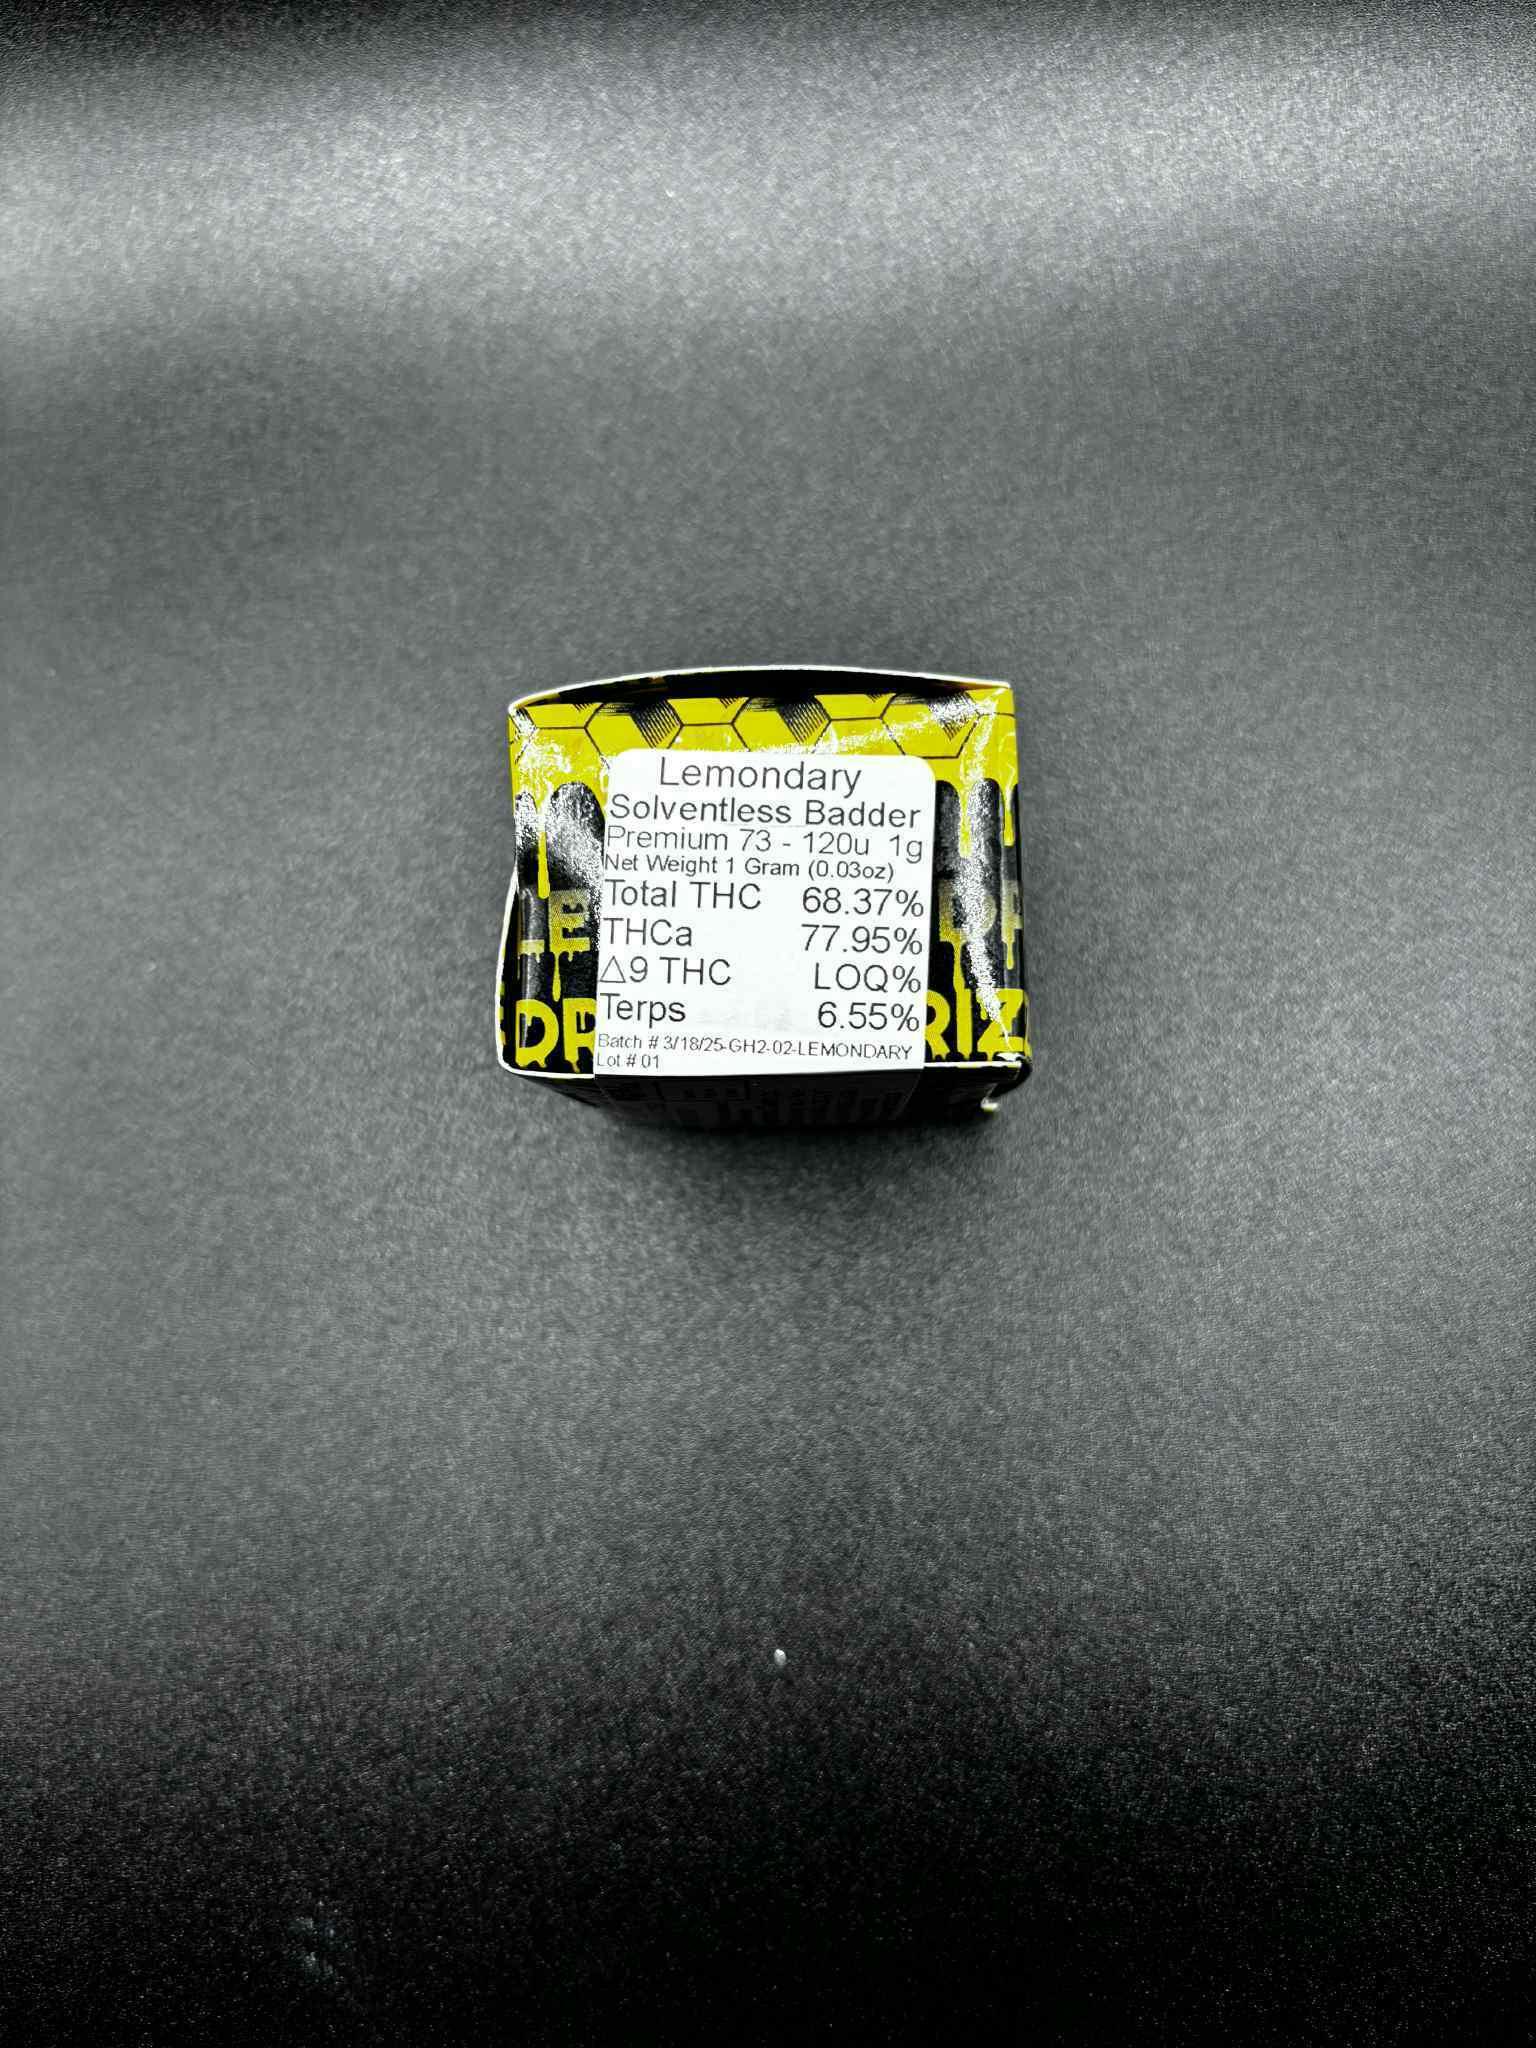 Lemondary
Solventless Badder
Premium 73 - 120u 1g
Net Weight 1 Gram (0.03oz)
Total THC 68.37%
THCa 77.95%
△9 THC LOQ%
Terps 6.55%
Batch # 3/18/25-GH2-02-LEMONDARY
Lot # 01